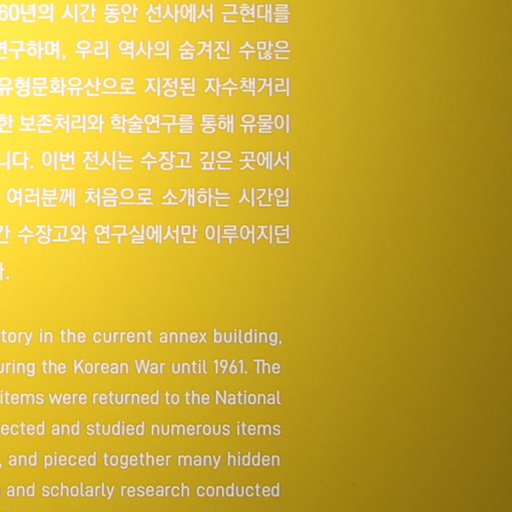 60년의 시간 동안 선사에서 근현대를
연구하며, 우리 역사의 숨겨진 수많은
유형문화유산으로 지정된 자수책거리
한 보존처리와 학술연구를 통해 유물이
니다. 이번 전시는 수장고 깊은 곳에서
여러분께 처음으로 소개하는 시간입
간 수장고와 연구실에서만 이루어지던
다.
tory in the current annex building,
uring the Korean War until 1961. The
items were returned to the National
ected and studied numerous items
, and pieced together many hidden
and scholarly research conducted